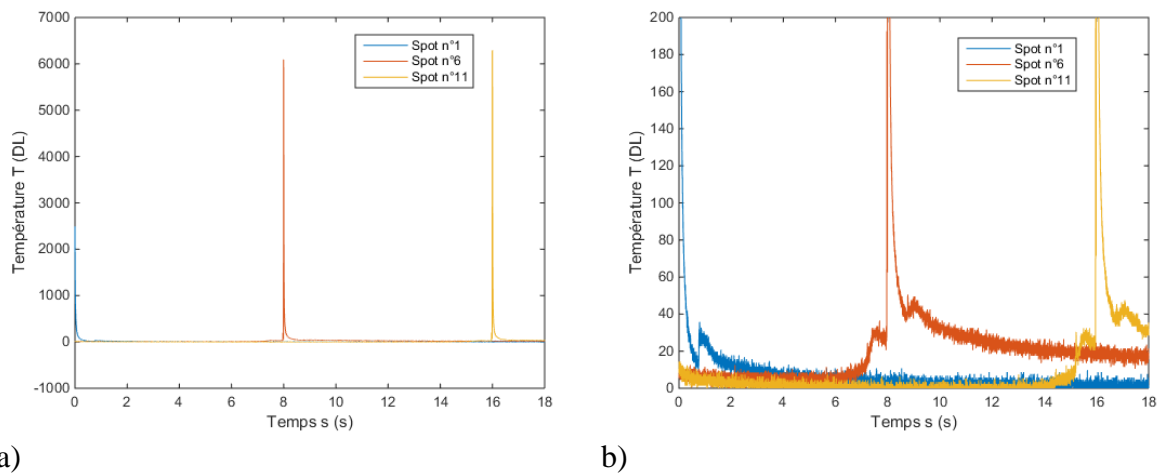 7000
6000
5000
4000
3000
2000
1000
0
-1000
Température T (DL)
Spot n°1
Spot n°6
Spot n°11
0 2 4 6 8 10 12 14 16 18
Temps s (s)
a)
200
180
160
140
120
100
80
60
40
20
0
Température T (DL)
Spot n°1
Spot n°6
Spot n°11
0 2 4 6 8 10 12 14 16 18
Temps s (s)
b)